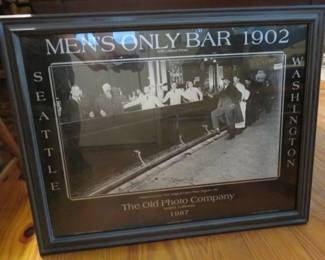 MEN'S ONLY BAR 1902
SEATTLE
WASHINGTON
The Old Photo Company
1987